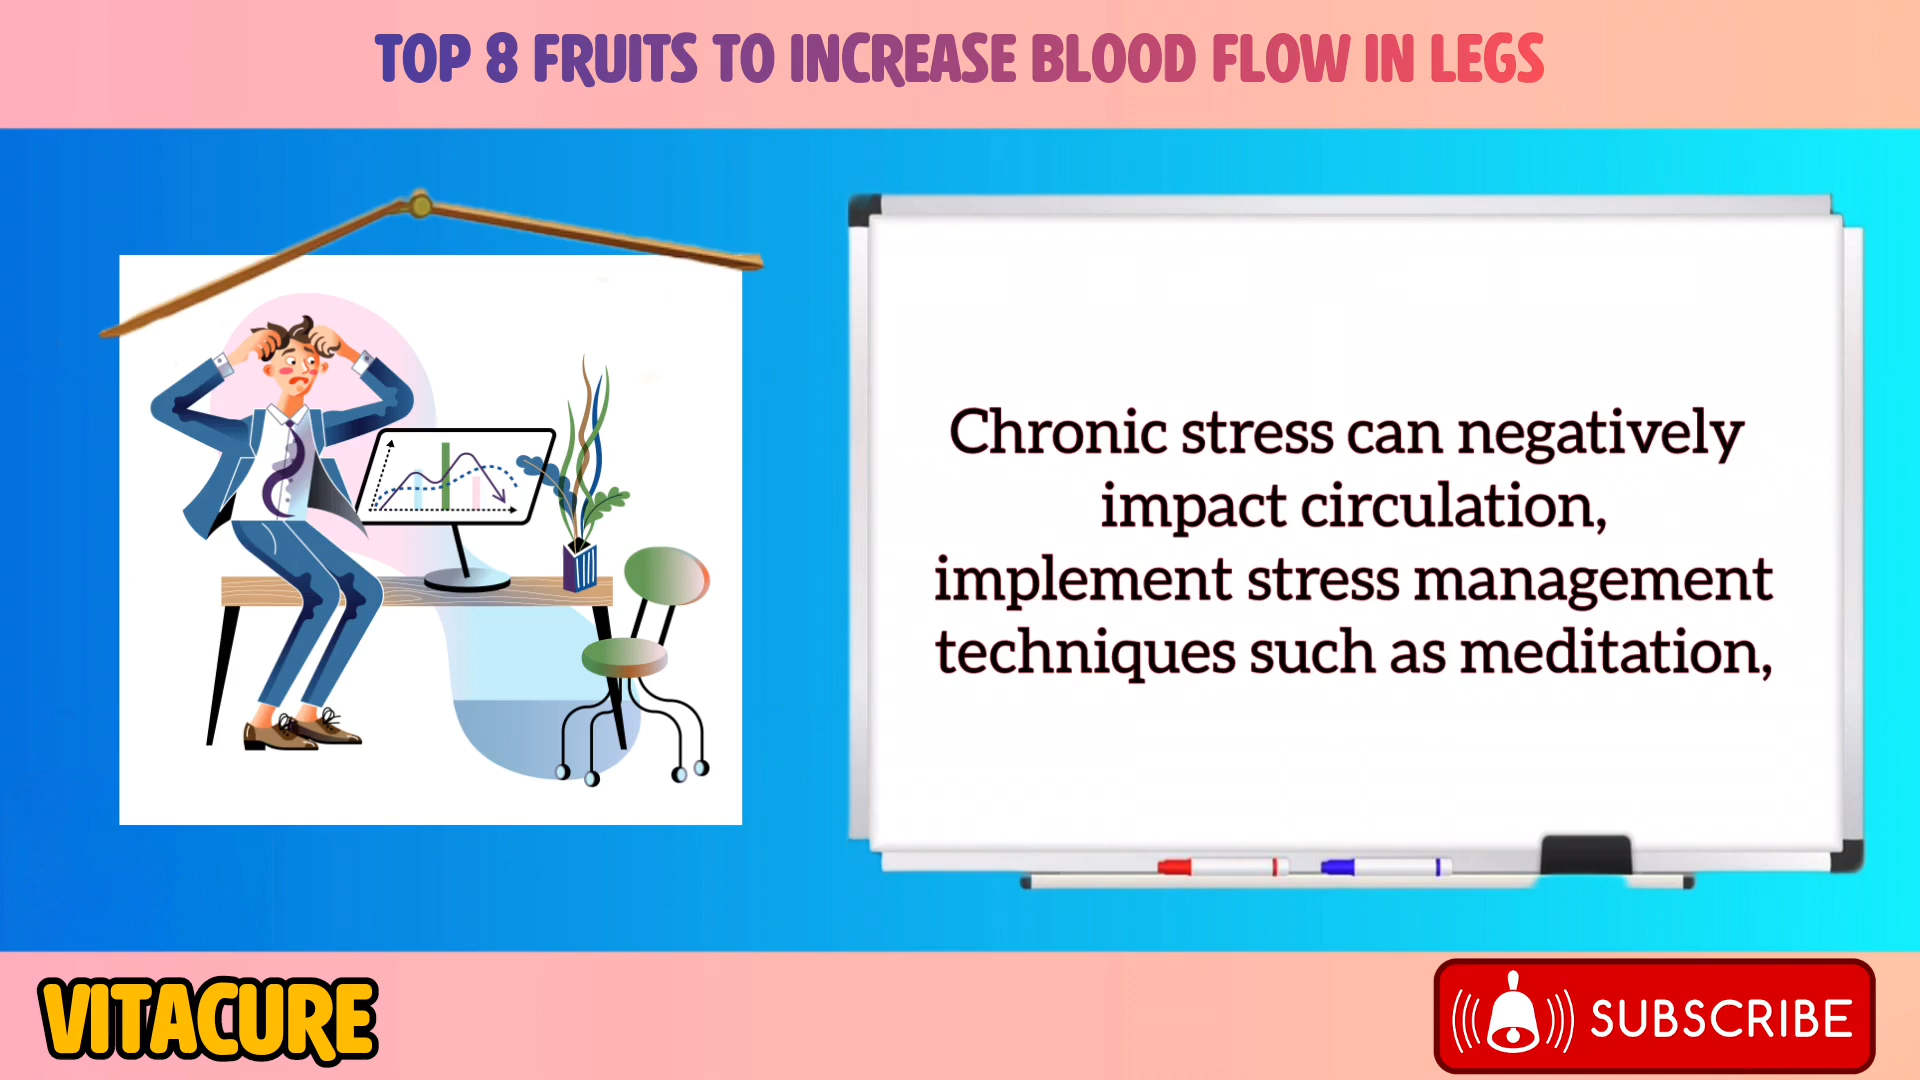 TOP 8 FRUITS TO INCREASE BLOOD FLOW IN LEGS
Chronic stress can negatively
impact circulation,
implement stress management
techniques such as meditation,
VITACURE
SUBSCRIBE